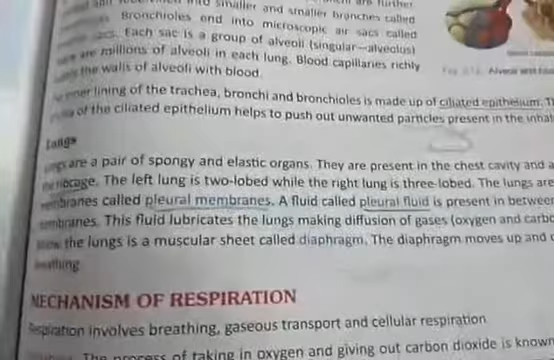 into smaller and smaller branches called
Bronchioles end into microscopic air sacs called
sacs. Each sac is a group of alveoli (singular—alveolus)
are millions of alveoli in each lung. Blood capillaries richly
the walls of alveoli with blood.
lining of the trachea, bronchi and bronchioles is made up of ciliated epithelium.
of the ciliated epithelium helps to push out unwanted particles present in the
Lungs
are a pair of spongy and elastic organs. They are present in the chest cavity and
ribcage. The left lung is two-lobed while the right lung is three-lobed. The lungs are
membranes called pleural membranes. A fluid called pleural fluid is present in between
membranes. This fluid lubricates the lungs making diffusion of gases (oxygen and
the lungs is a muscular sheet called diaphragm. The diaphragm moves up and
breathing
MECHANISM OF RESPIRATION
Respiration involves breathing, gaseous transport and cellular respiration
The process of taking in oxygen and giving out carbon dioxide is known